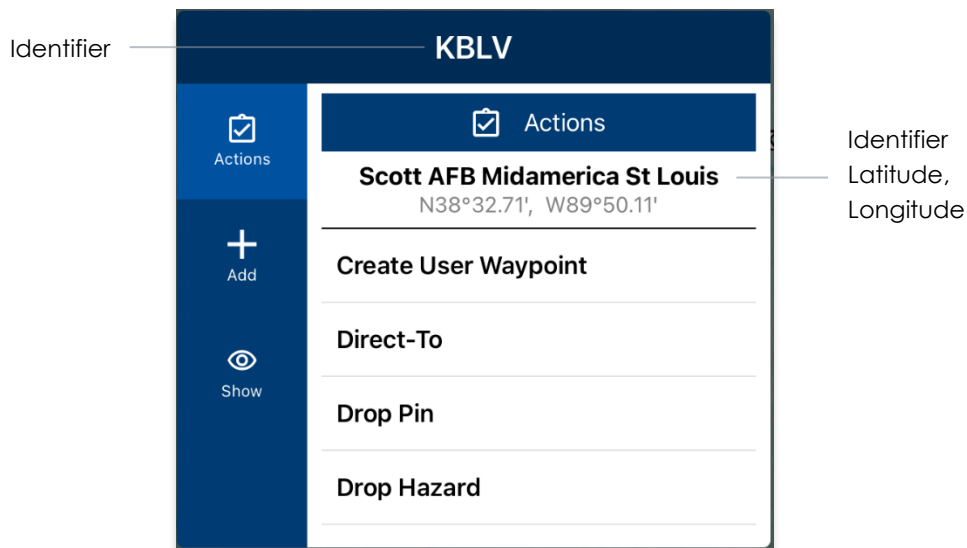 Identifier
KBLV
Actions
Actions
Scott AFB Midamerica St Louis
N38°32.71', W89°50.11'
Identifier
Latitude,
Longitude
Add
Create User Waypoint
Direct-To
Show
Drop Pin
Drop Hazard